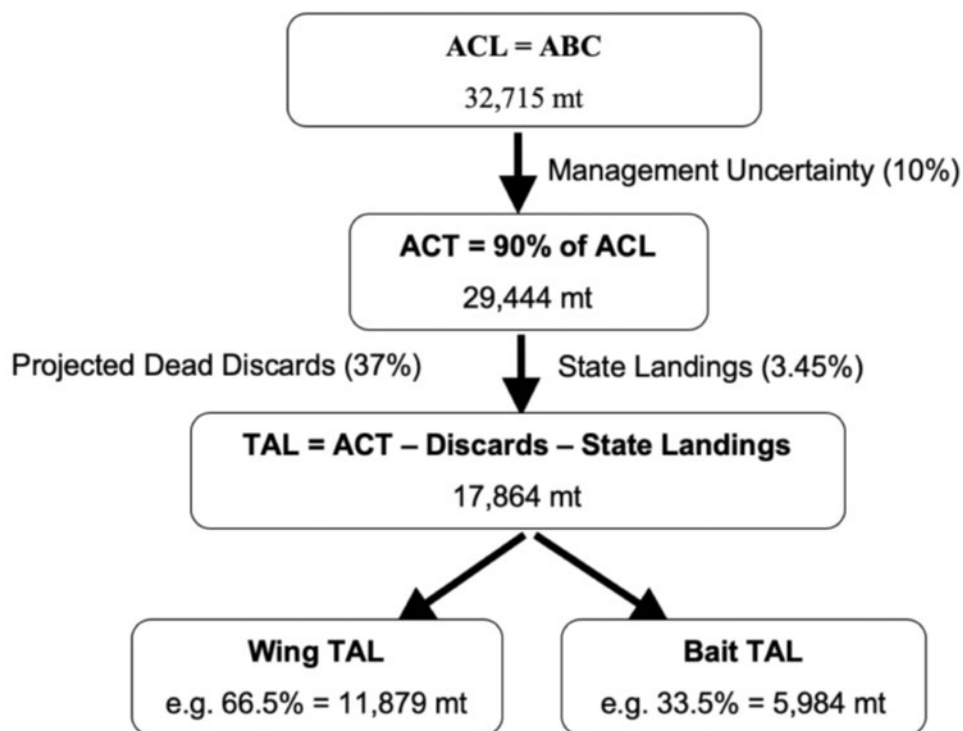 ACL = ABC
32,715 mt
Management Uncertainty (10%)
ACT = 90% of ACL
29,444 mt
Projected Dead Discards (37%)
State Landings (3.45%)
TAL = ACT – Discards – State Landings
17,864 mt
Wing TAL
e.g. 66.5% = 11,879 mt
Bait TAL
e.g. 33.5% = 5,984 mt